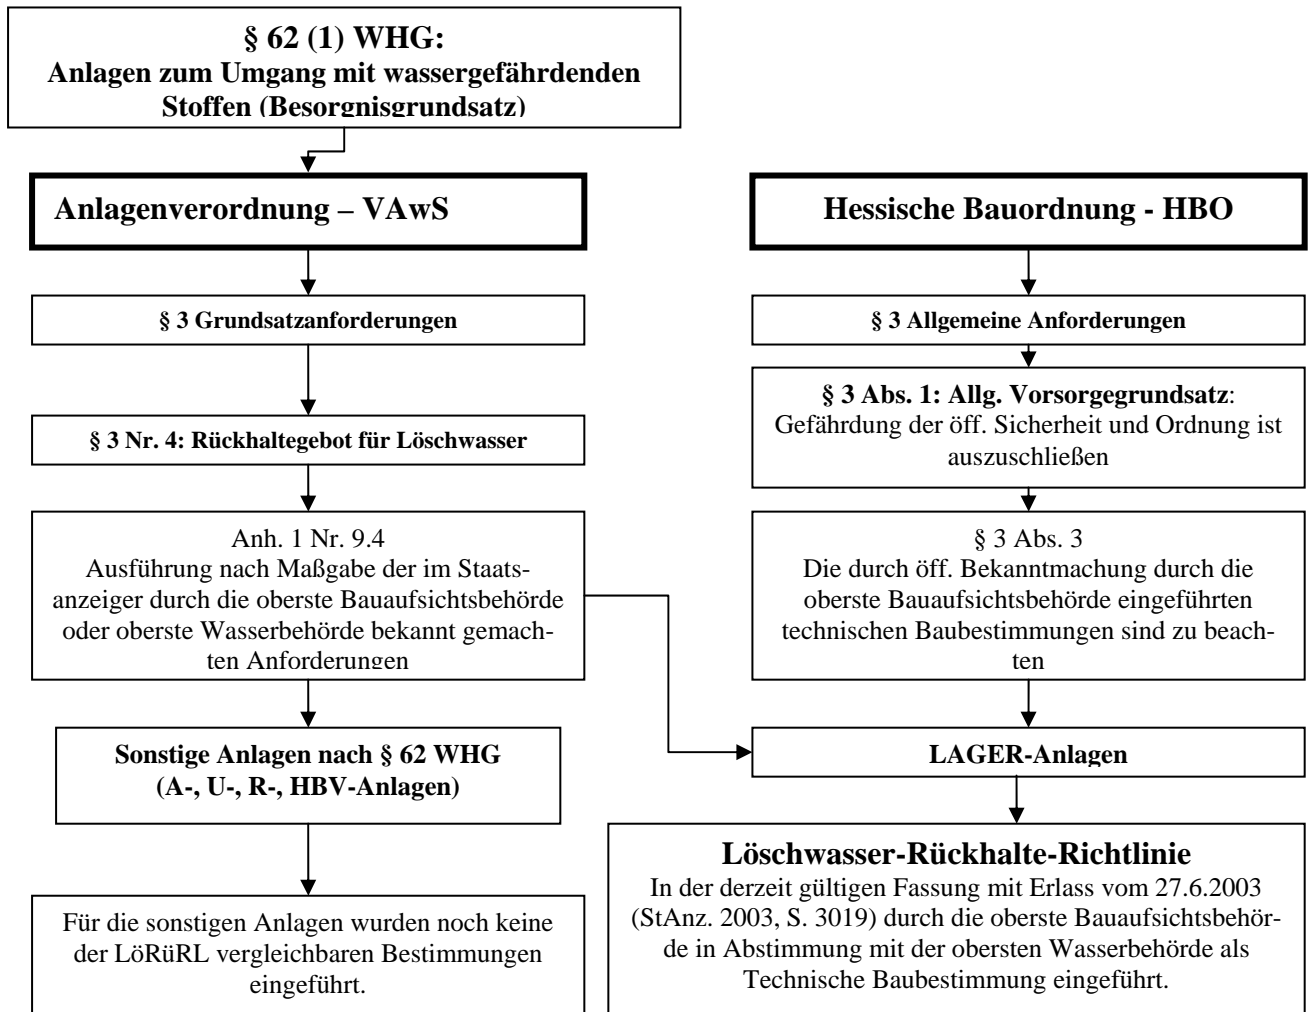 § 62 (1) WHG:
Anlagen zum Umgang mit wassergefährdenden
Stoffen (Besorgnisgrundsatz)
Anlagenverordnung – VAwS
§ 3 Grundsatzanforderungen
§ 3 Nr. 4: Rückhaltegebot für Löschwasser
Anh. 1 Nr. 9.4
Ausführung nach Maßgabe der im Staats-
anzeiger durch die oberste Bauaufsichtsbehörde
oder oberste Wasserbehörde bekannt gemach-
ten Anforderungen
Sonstige Anlagen nach § 62 WHG
(A-, U-, R-, HBV-Anlagen)
Für die sonstigen Anlagen wurden noch keine
der LöRüRL vergleichbaren Bestimmungen
eingeführt.
Hessische Bauordnung - HBO
§ 3 Allgemeine Anforderungen
§ 3 Abs. 1: Allg. Vorsorgegrundsatz:
Gefährdung der öff. Sicherheit und Ordnung ist
auszuschließen
§ 3 Abs. 3
Die durch öff. Bekanntmachung durch die
oberste Bauaufsichtsbehörde eingeführten
technischen Baubestimmungen sind zu beach-
ten
LAGER-Anlagen
Löschwasser-Rückhalte-Richtlinie
In der derzeit gültigen Fassung mit Erlass vom 27.6.2003
(StAnz. 2003, S. 3019) durch die oberste Bauaufsichtsbehör-
de in Abstimmung mit der obersten Wasserbehörde als
Technische Baubestimmung eingeführt.